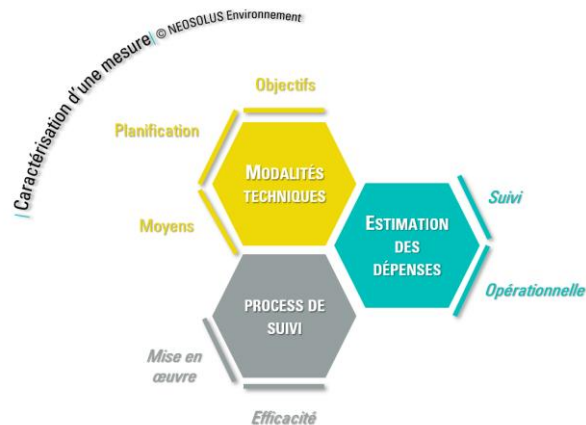 | Caractérisation d'une mesure| © NEOSOLUS Environnement
Objectifs
Planification
Moyens
MODALITÉS
TECHNIQUES
ESTIMATION
DES
DÉPENSES
Suivi
Opérationnelle
PROCESS DE
SUIVI
Mise en
œuvre
Efficacité